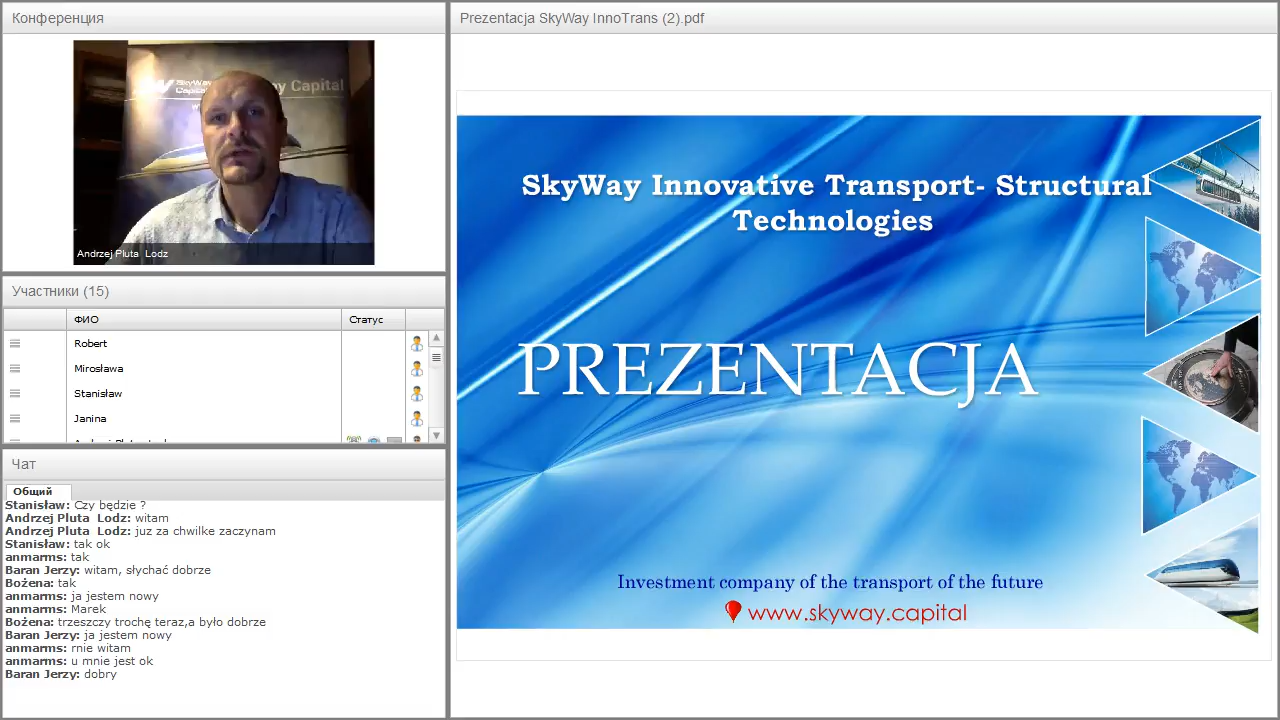 Конференция
SkyWay
Capital
y Capital
Andrzej Pluta Lodz
Участники (15)
ФИО
Статус
Robert
Mirosława
Stanisław
Janina
Чат
Общий
Stanisław: Czy będzie ?
Andrzej Pluta Lodz: witam
Andrzej Pluta Lodz: juz za chwilke zaczynam
Stanisław: tak ok
anmarms: tak
Baran Jerzy: witam, słychać dobrze
Bożena: tak
anmarms: ja jestem nowy
anmarms: Marek
Bożena: trzeszczy trochę teraz,a było dobrze
Baran Jerzy: ja jestem nowy
anmarms: rnie witam
anmarms: u mnie jest ok
Baran Jerzy: dobry
Prezentacja SkyWay InnoTrans (2).pdf
SkyWay Innovative Transport- Structural
Technologies
PREZENTACJA
Investment company of the transport of the future
www.skyway.capital